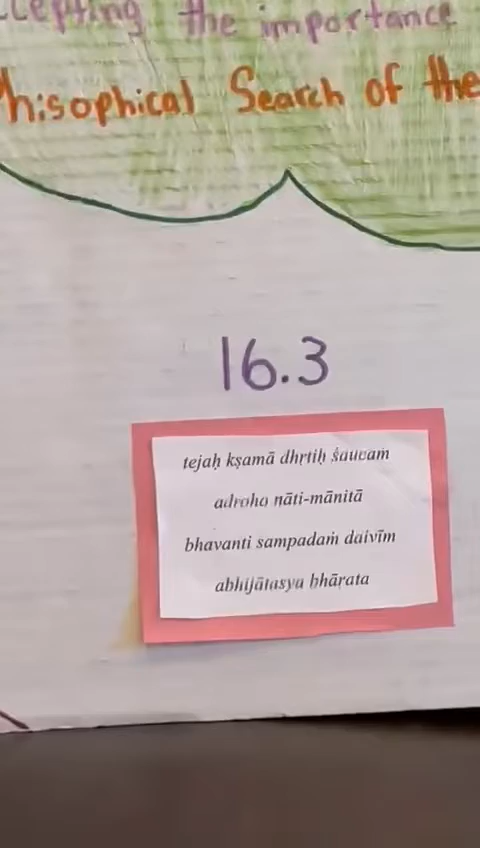 ccepting the importance
hisophical Search of the
16.3
tejaḥ kṣamā dhṛtiḥ śaucaṁ
adroho nāti-mānitā
bhavanti sampadaṁ daivīm
abhijātasya bhārata